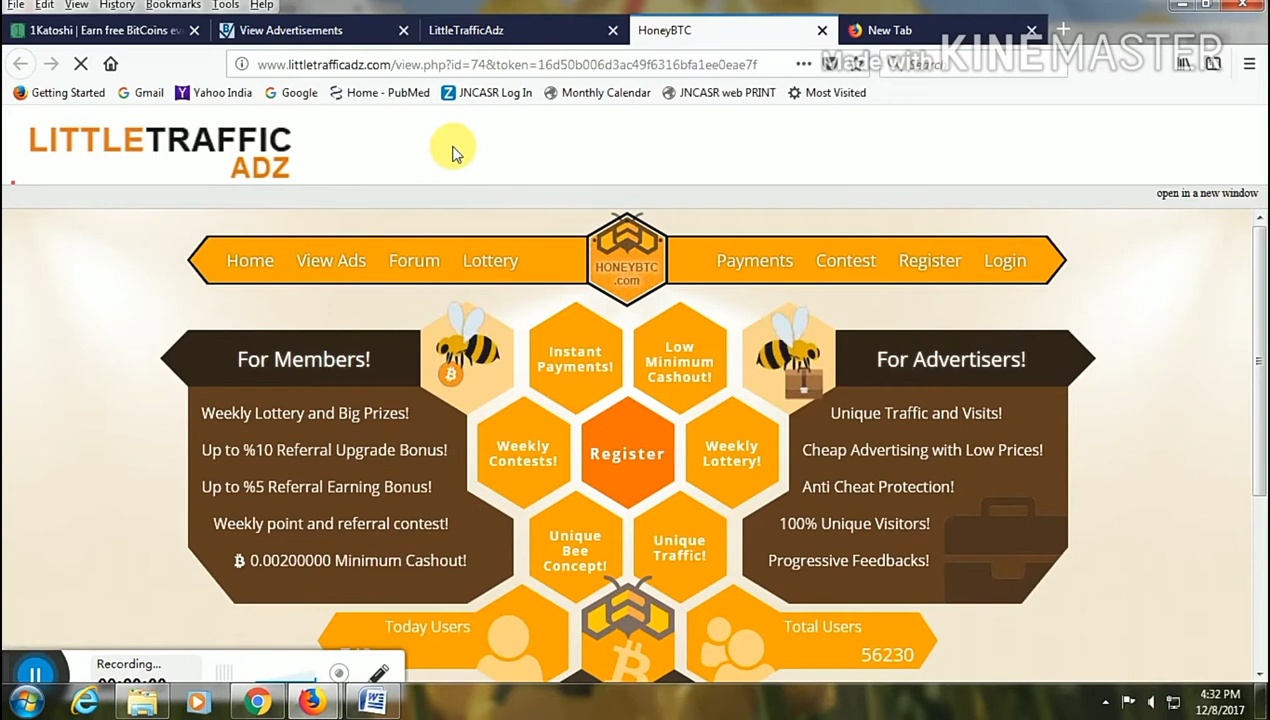 File Edit View History Bookmarks Tools Help
1Katoshi | Earn free BitCoins eve
View Advertisements
LittleTrafficAdz
HoneyBTC
New Tab
Made with KINEMASTER
www.littletrafficadz.com/view.php?id=74&token=16d50b006d3ac49f6316bfa1ee0eae7f
Search
Getting Started
Gmail
Yahoo India
Google
Home - PubMed
JNCASR Log In
Monthly Calendar
JNCASR web PRINT
Most Visited
LITTLETRAFFIC
ADZ
open in a new window
Home View Ads Forum Lottery
HONEYBTC
.com
Payments Contest Register Login
For Members!
Weekly Lottery and Big Prizes!
Up to %10 Referral Upgrade Bonus!
Up to %5 Referral Earning Bonus!
Weekly point and referral contest!
0.00200000 Minimum Cashout!
Instant
Payments!
Low
Minimum
Cashout!
Weekly
Contests!
Register
Weekly
Lottery!
Unique
Bee
Concept!
Unique
Traffic!
For Advertisers!
Unique Traffic and Visits!
Cheap Advertising with Low Prices!
Anti Cheat Protection!
100% Unique Visitors!
Progressive Feedbacks!
Today Users
Total Users
56230
Recording...
4:32 PM
12/8/2017